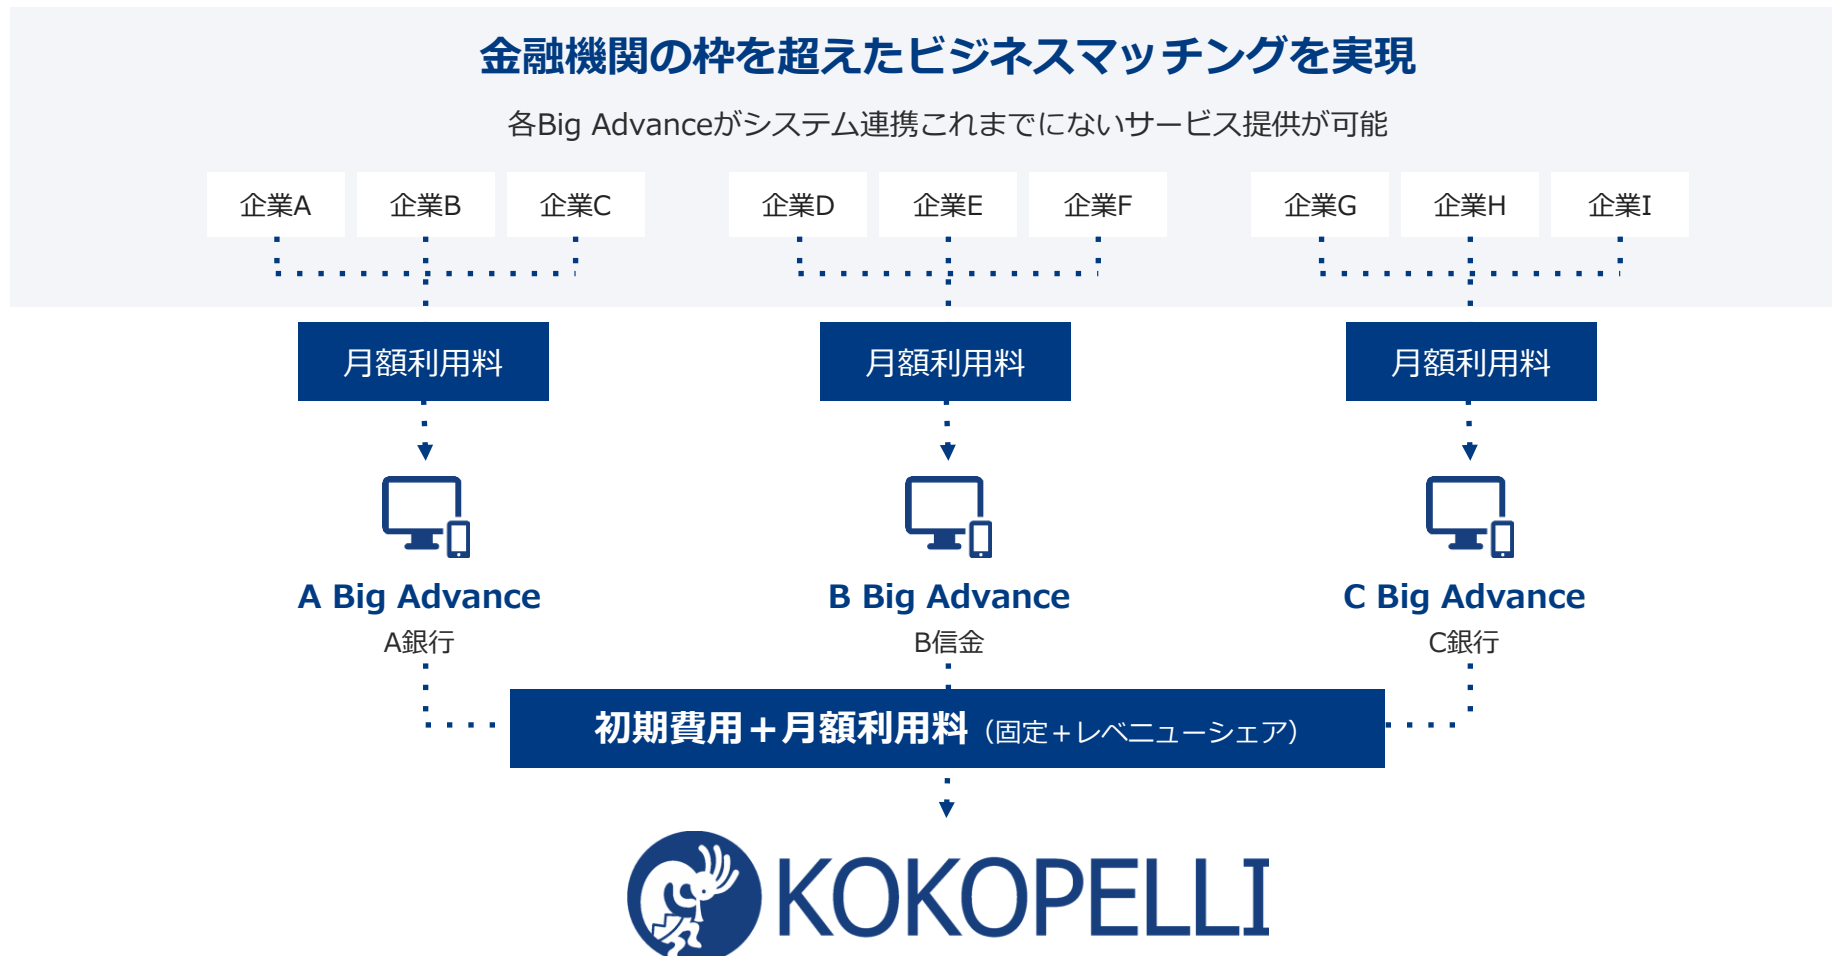 金融機関の枠を超えたビジネスマッチングを実現
各Big Advanceがシステム連携これまでにないサービス提供が可能
企業A 企業B 企業C 企業D 企業E 企業F 企業G 企業H 企業I
月額利用料 月額利用料 月額利用料
A Big Advance B Big Advance C Big Advance
A銀行 B信金 C銀行
初期費用+月額利用料（固定+レベニューシェア）
KOKOPELLI